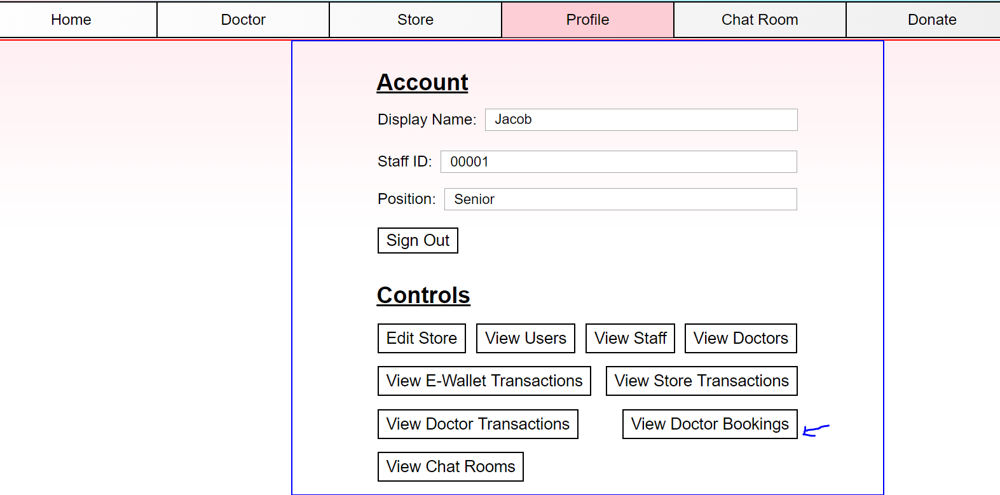 Home Doctor Store Profile Chat Room Donate
Account
Display Name: Jacob
Staff ID: 00001
Position: Senior
Sign Out
Controls
Edit Store View Users View Staff View Doctors
View E-Wallet Transactions View Store Transactions
View Doctor Transactions View Doctor Bookings
View Chat Rooms